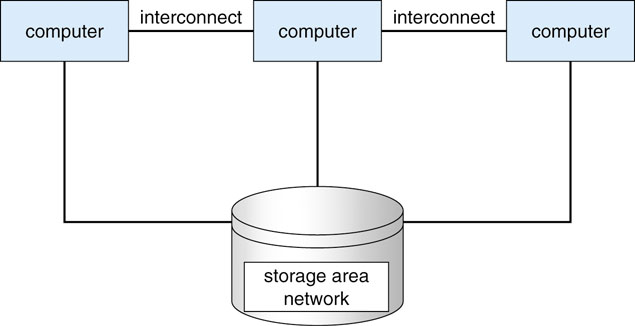 computer
interconnect
computer
interconnect
computer
storage area
network